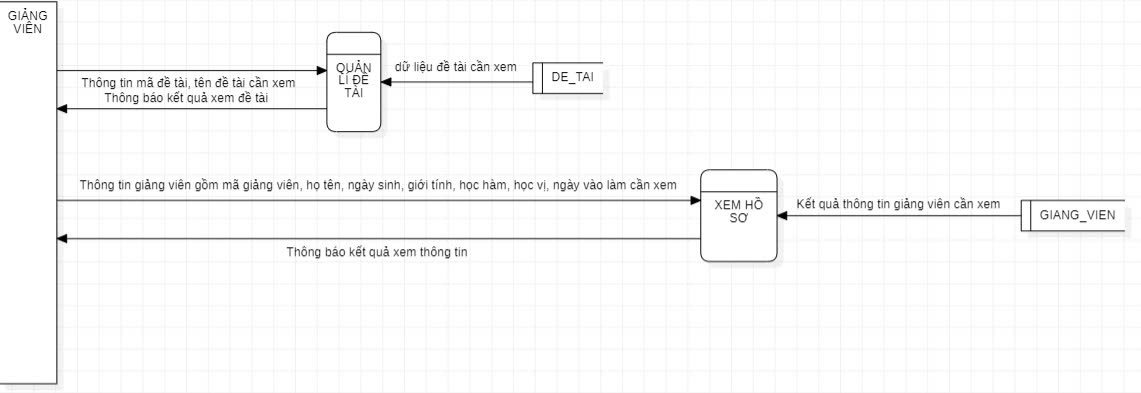 GIẢNG
VIÊN
QUẢN
LÍ ĐỀ
TÀI
dữ liệu đề tài cần xem
DE_TAI
Thông tin mã đề tài, tên đề tài cần xem
Thông báo kết quả xem đề tài
Thông tin giảng viên gồm mã giảng viên, họ tên, ngày sinh, giới tính, học hàm, học vị, ngày vào làm cần xem
XEM HỒ
SƠ
Kết quả thông tin giảng viên cần xem
GIANG_VIEN
Thông báo kết quả xem thông tin